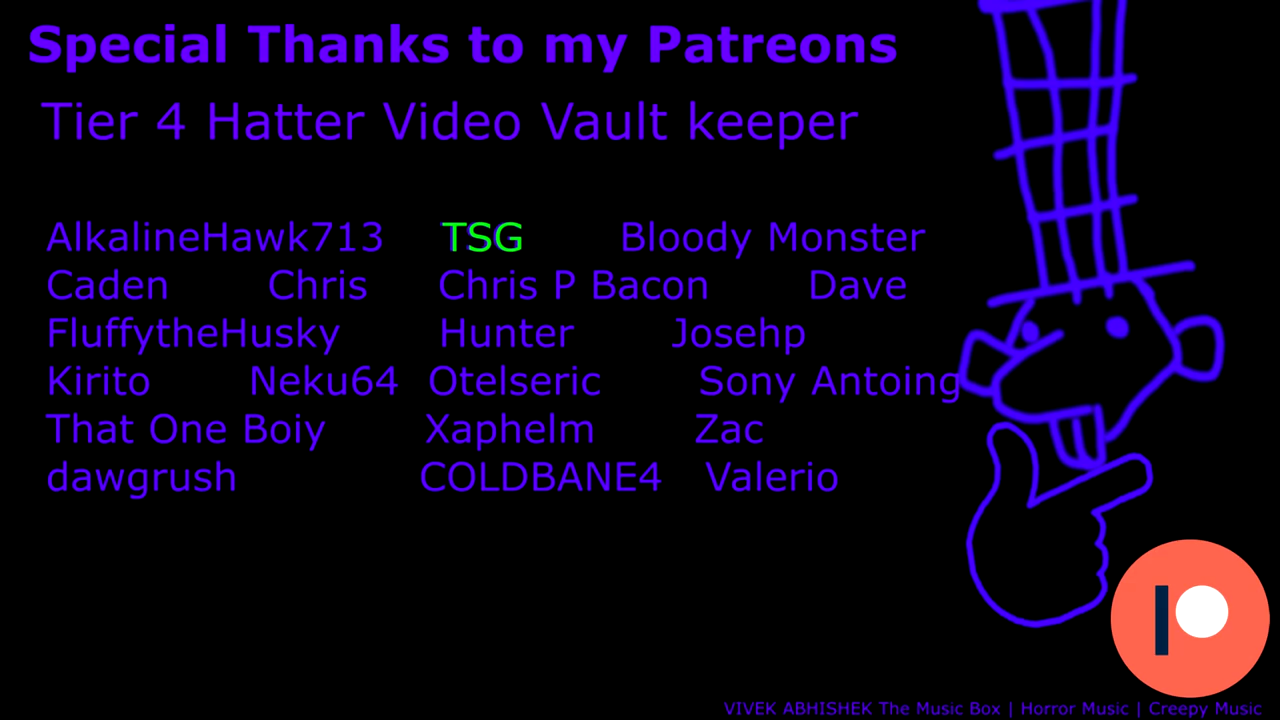 Special Thanks to my Patreons
Tier 4 Hatter Video Vault keeper
AlkalineHawk713 TSG Bloody Monster
Caden Chris Chris P Bacon Dave
FluffytheHusky Hunter Josehp
Kirito Neku64 Otelseric Sony Antoing
That One Boiy Xaphelm Zac
dawgrush COLDBANE4 Valerio
VIVEK ABHISHEK The Music Box | Horror Music | Creepy Music